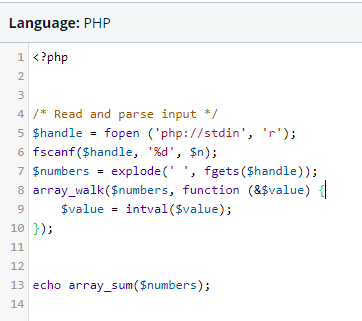 Language: PHP
1 <?php
2
3
4 /* Read and parse input */
5 $handle = fopen ('php://stdin', 'r');
6 fscanf($handle, '%d', $n);
7 $numbers = explode(' ', fgets($handle));
8 array_walk($numbers, function (&$value) {
9     $value = intval($value);
10 });
11
12
13 echo array_sum($numbers);
14